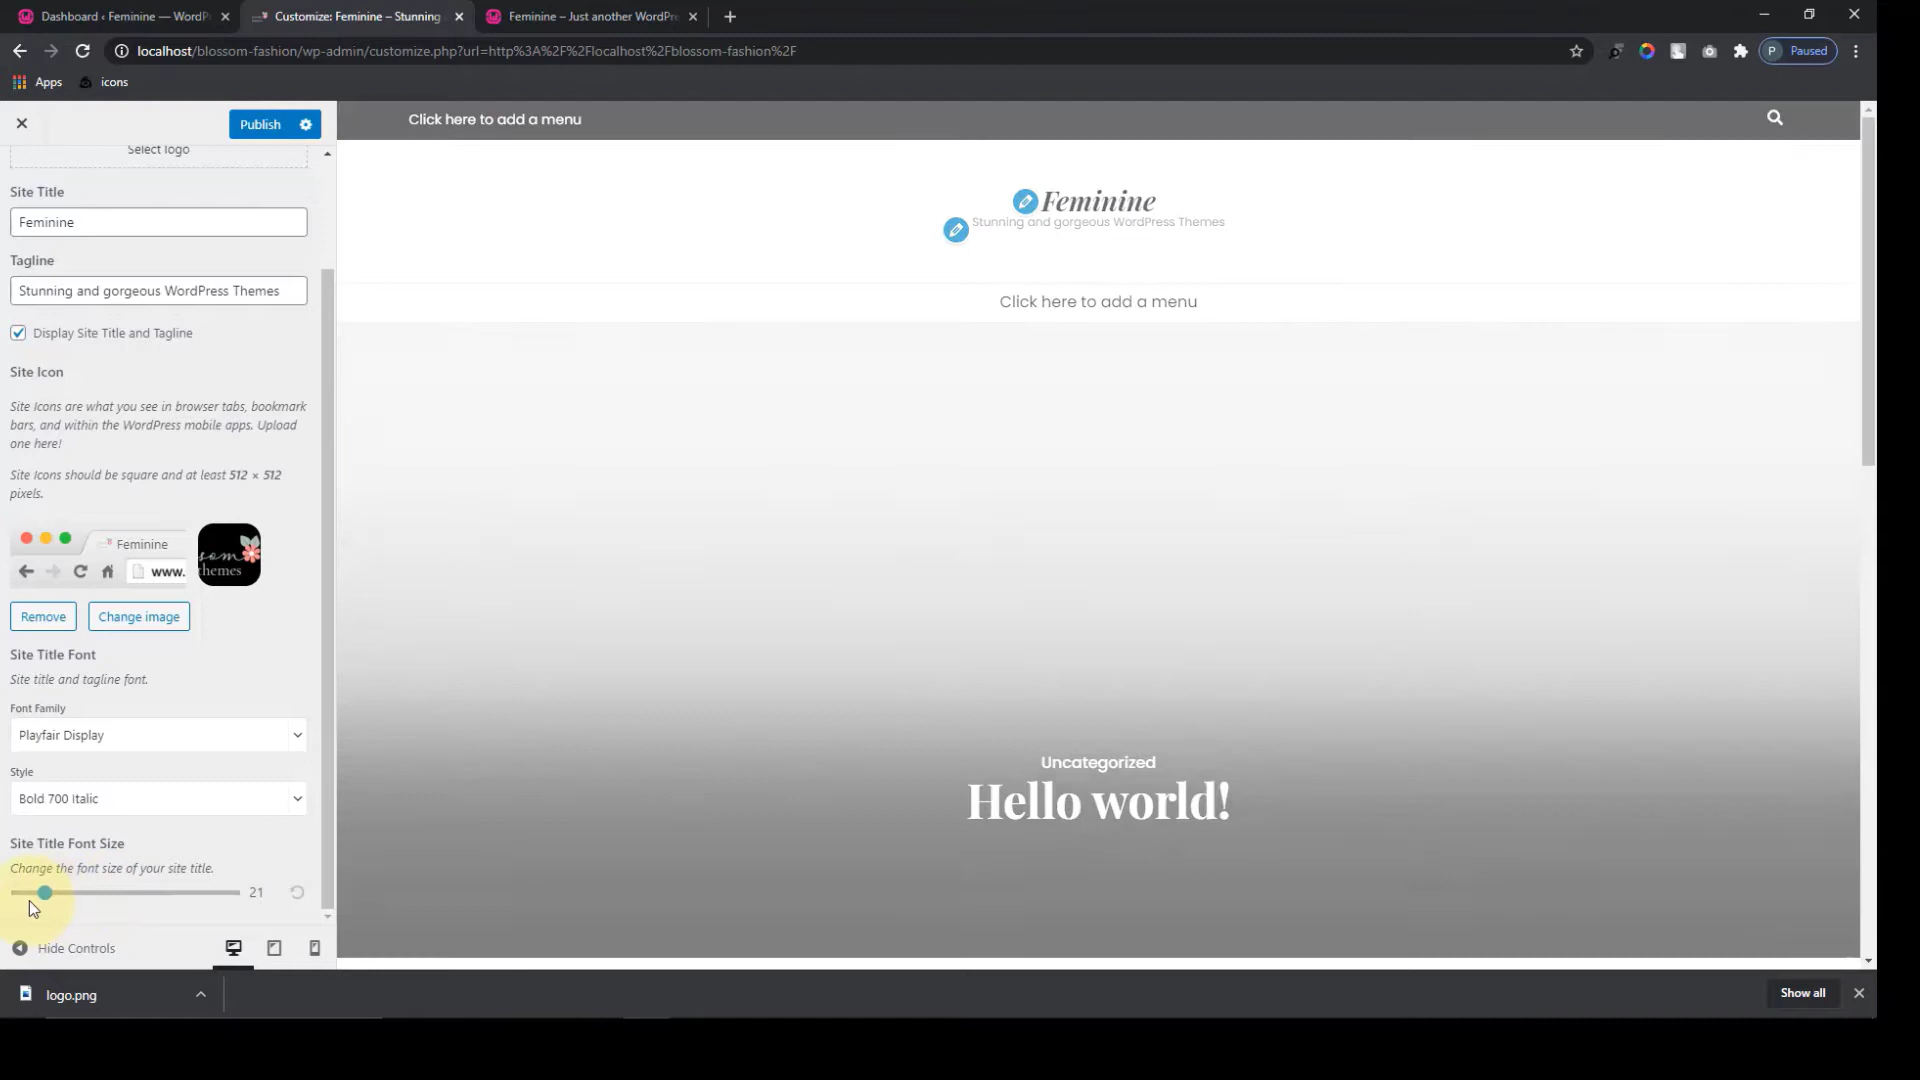 Dashboard ‹ Feminine — WordP
Customize: Feminine – Stunning
Feminine – Just another WordPre
localhost/blossom-fashion/wp-admin/customize.php?url=http%3A%2F%2Flocalhost%2Fblossom-fashion%2F
P Paused
Apps
icons
Publish
Select logo
Site Title
Feminine
Tagline
Stunning and gorgeous WordPress Themes
Display Site Title and Tagline
Site Icon
Site Icons are what you see in browser tabs, bookmark
bars, and within the WordPress mobile apps. Upload
one here!
Site Icons should be square and at least 512 × 512
pixels.
Feminine
www.
som
themes
Remove
Change image
Site Title Font
Site title and tagline font.
Font Family
Playfair Display
Style
Bold 700 Italic
Site Title Font Size
Change the font size of your site title.
21
Hide Controls
Click here to add a menu
Feminine
Stunning and gorgeous WordPress Themes
Click here to add a menu
Uncategorized
Hello world!
logo.png
Show all